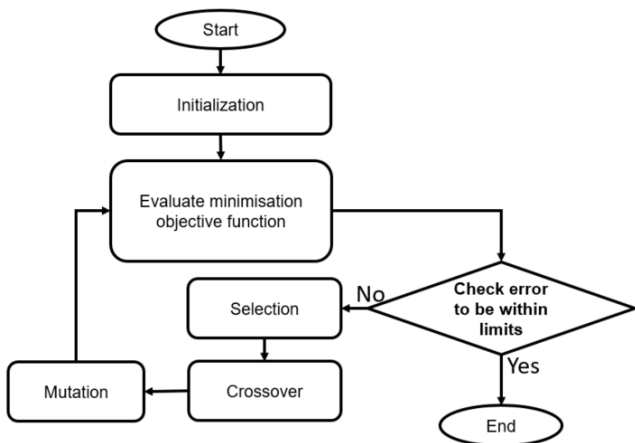 Start
Initialization
Evaluate minimisation
objective function
Check error
to be within
limits
No
Yes
Selection
Crossover
Mutation
End